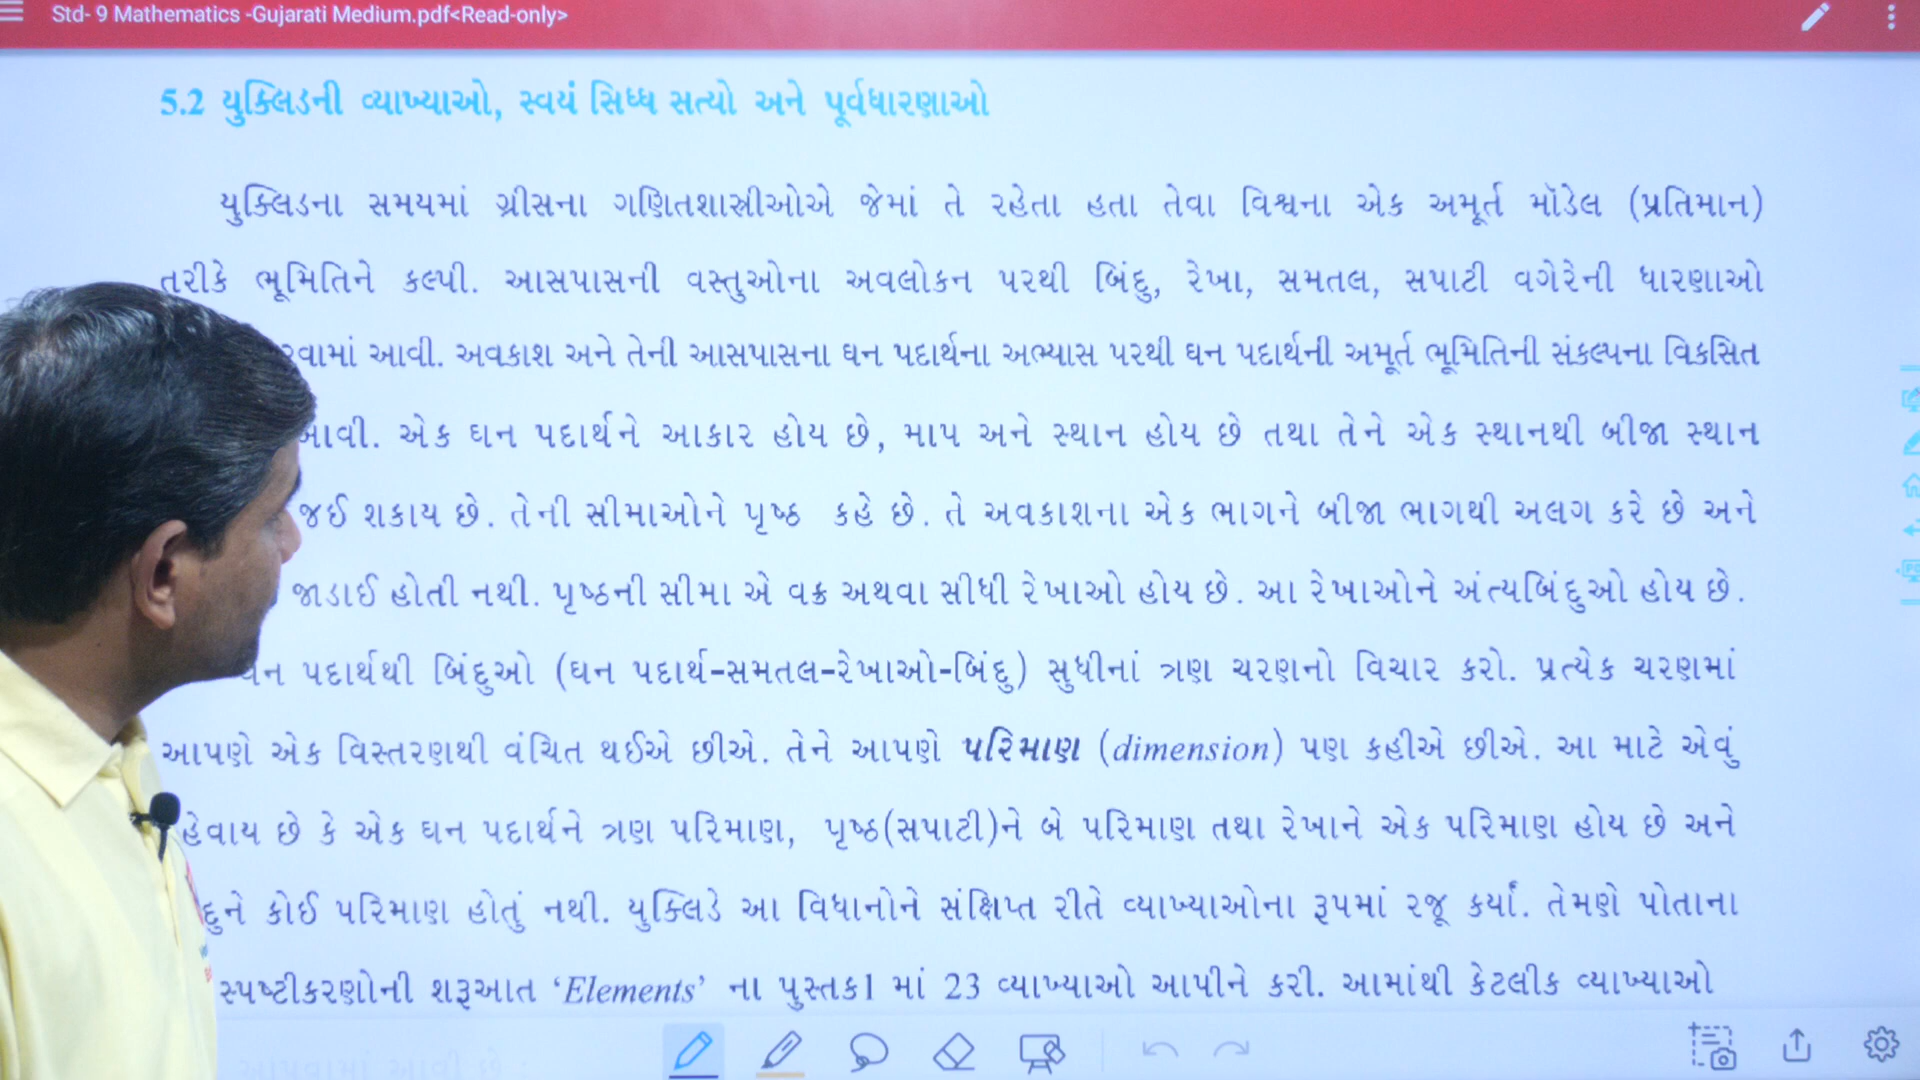 Std- 9 Mathematics -Gujarati Medium.pdf<Read-only>
5.2 યુક્લિડની વ્યાખ્યાઓ, સ્વયં સિધ્ધ સત્યો અને પૂર્વધારણાઓ
યુક્લિડના સમયમાં ગ્રીસના ગણિતશાસ્ત્રીઓએ જેમાં તે રહેતા હતા તેવા વિશ્વના એક અમૂર્ત મૉડેલ (પ્રતિમાન)
તરીકે ભૂમિતિને કલ્પી. આસપાસની વસ્તુઓના અવલોકન પરથી બિંદુ, રેખા, સમતલ, સપાટી વગેરેની ધારણાઓ
રવામાં આવી. અવકાશ અને તેની આસપાસના ઘન પદાર્થના અભ્યાસ પરથી ઘન પદાર્થની અમૂર્ત ભૂમિતિની સંકલ્પના વિકસિત
આવી. એક ઘન પદાર્થને આકાર હોય છે, માપ અને સ્થાન હોય છે તથા તેને એક સ્થાનથી બીજા સ્થાન
જઈ શકાય છે. તેની સીમાઓને પૃષ્ઠ કહે છે. તે અવકાશના એક ભાગને બીજા ભાગથી અલગ કરે છે અને
જાડાઈ હોતી નથી. પૃષ્ઠની સીમા એ વક્ર અથવા સીધી રેખાઓ હોય છે. આ રેખાઓને અંત્યબિંદુઓ હોય છે.
ઘન પદાર્થથી બિંદુઓ (ઘન પદાર્થ-સમતલ-રેખાઓ-બિંદુ) સુધીનાં ત્રણ ચરણનો વિચાર કરો. પ્રત્યેક ચરણમાં
આપણે એક વિસ્તરણથી વંચિત થઈએ છીએ. તેને આપણે પરિમાણ (dimension) પણ કહીએ છીએ. આ માટે એવું
હેવાય છે કે એક ઘન પદાર્થને ત્રણ પરિમાણ, પૃષ્ઠ(સપાટી)ને બે પરિમાણ તથા રેખાને એક પરિમાણ હોય છે અને
દુને કોઈ પરિમાણ હોતું નથી. યુક્લિડે આ વિધાનોને સંક્ષિપ્ત રીતે વ્યાખ્યાઓના રૂપમાં રજૂ કર્યાં. તેમણે પોતાના
સ્પષ્ટીકરણોની શરૂઆત ‘Elements’ ના પુસ્તક1 માં 23 વ્યાખ્યાઓ આપીને કરી. આમાંથી કેટલીક વ્યાખ્યાઓ
આપવામાં આવી છે :